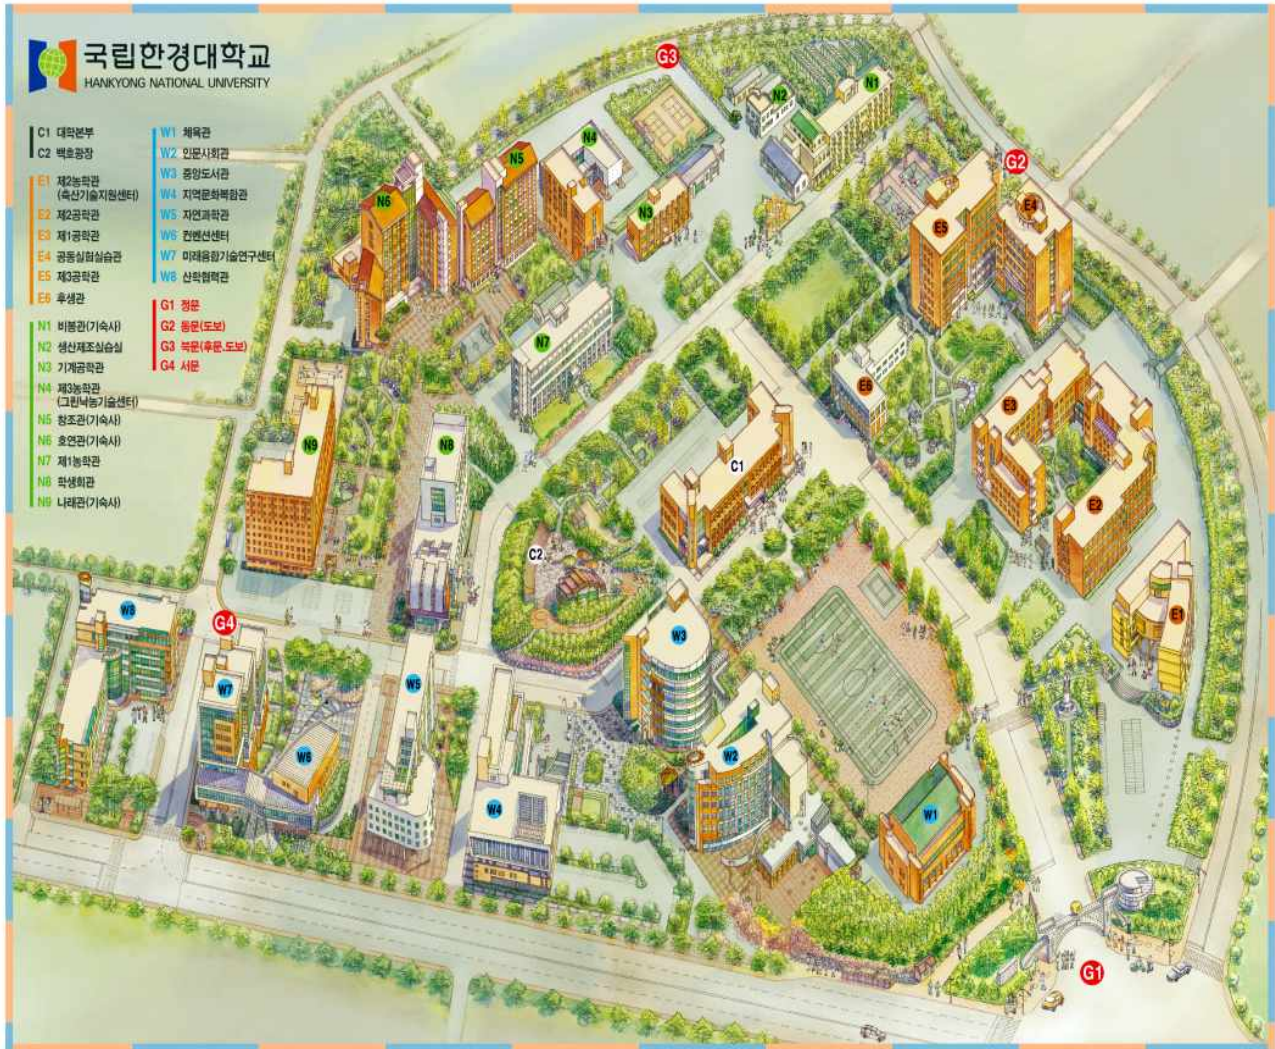 국립한경대학교
HANKYONG NATIONAL UNIVERSITY
C1 대학본부
C2 백호광장
E1 제2농학관
(축산기술지원센터)
E2 제2공학관
E3 제1공학관
E4 공동실험실습관
E5 제3공학관
E6 후생관
N1 비봉관(기숙사)
N2 생산제조실습실
N3 기계공학관
N4 제3농학관
(그린낙농기술센터)
N5 창조관(기숙사)
N6 호연관(기숙사)
N7 제1농학관
N8 학생회관
N9 나래관(기숙사)
W1 체육관
W2 인문사회관
W3 중앙도서관
W4 지역문화복합관
W5 자연과학관
W6 컨벤션센터
W7 미래융합기술연구센터
W8 산학협력관
G1 정문
G2 동문(도보)
G3 북문(후문.도보)
G4 서문
G3
N1
N2
N4
N5
G2
N6
N3
E4
E5
N7
E6
E3
N9
N8
C1
E2
C2
W8
G4
W3
E1
W7
W5
W6
W2
W4
W1
G1